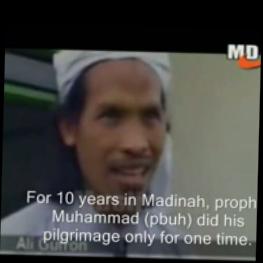 MD
For 10 years in Madinah, proph
Muhammad (pbuh) did his
pilgrimage only for one time.
Ali Gufron